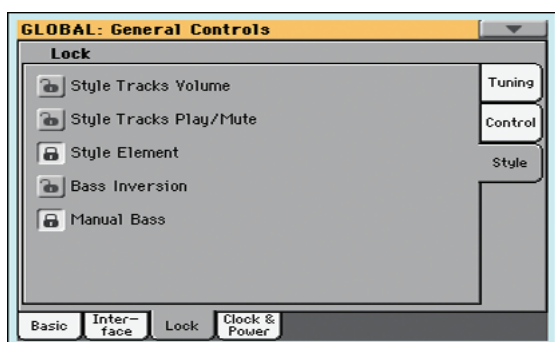 GLOBAL: General Controls
Lock
Style Tracks Volume
Style Tracks Play/Mute
Style Element
Bass Inversion
Manual Bass
Tuning
Control
Style
Basic
Inter-
face
Lock
Clock &
Power